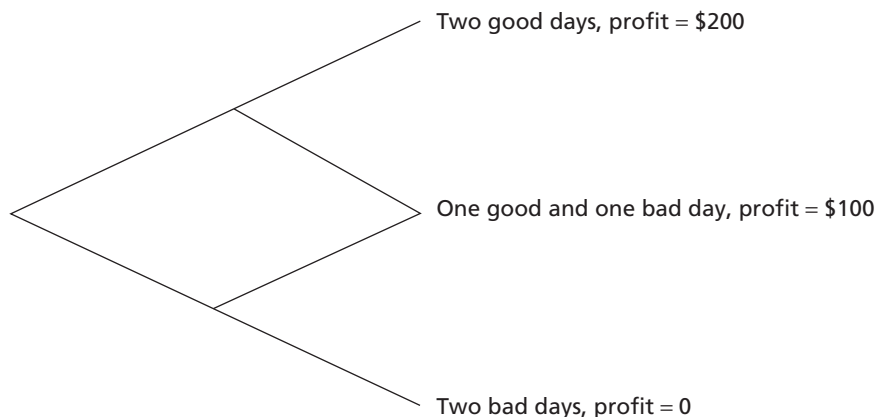 Two good days, profit = $200
One good and one bad day, profit = $100
Two bad days, profit = 0